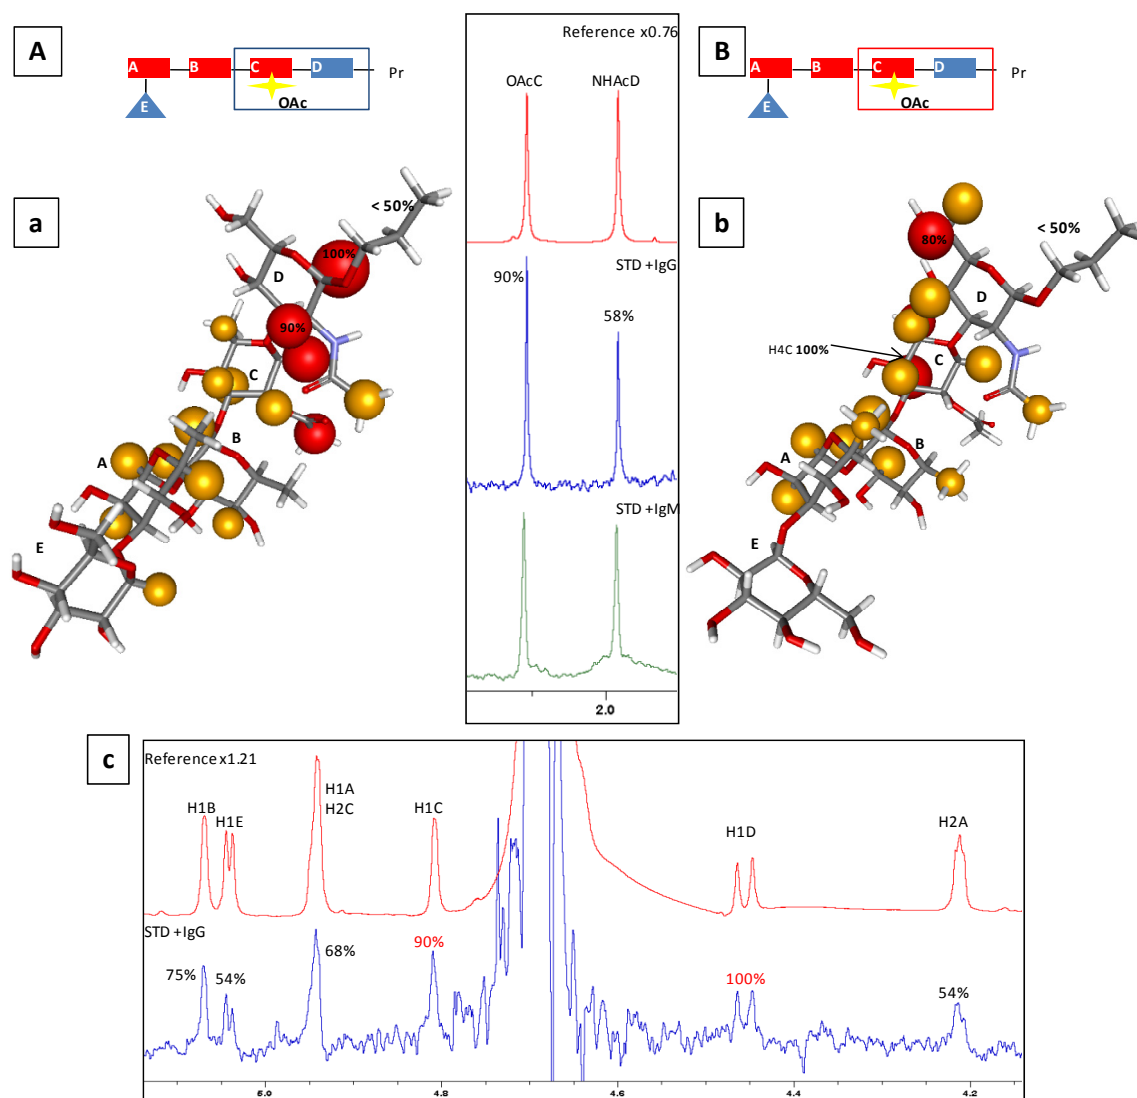 A
A
B
C
D
Pr
E
OAc
a
< 50%
100%
D
90%
C
B
A
E
Reference x0.76
OAcC
NHAcD
STD +IgG
90%
58%
STD +IgM
2.0
B
A
B
C
D
Pr
E
OAc
b
80%
< 50%
D
H4C 100%
C
B
A
E
c
Reference x1.21
H1B
H1E
H1A
H2C
H1C
H1D
H2A
STD +IgG
75%
54%
68%
90%
100%
54%
5.0
4.8
4.6
4.4
4.2